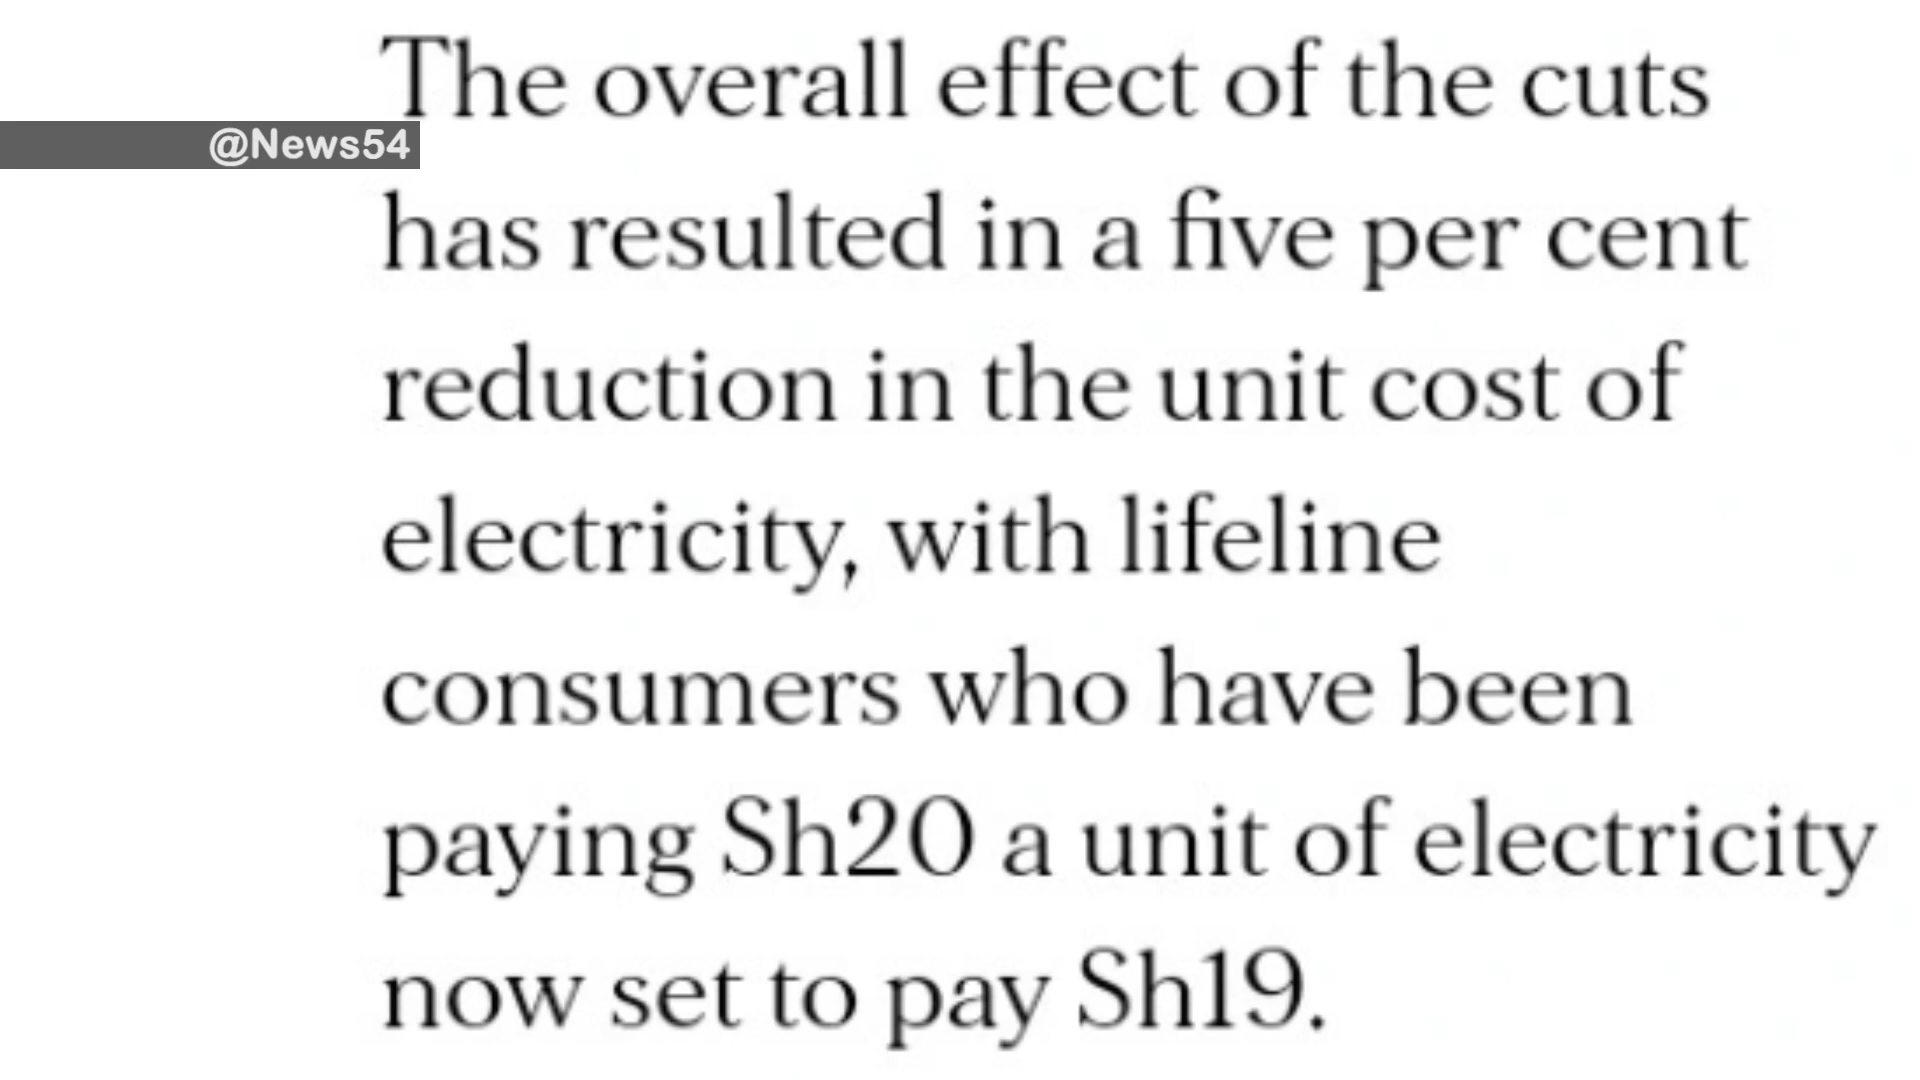 The overall effect of the cuts
@News54
has resulted in a five per cent
reduction in the unit cost of
electricity, with lifeline
consumers who have been
paying Sh20 a unit of electricity
now set to pay Sh19.